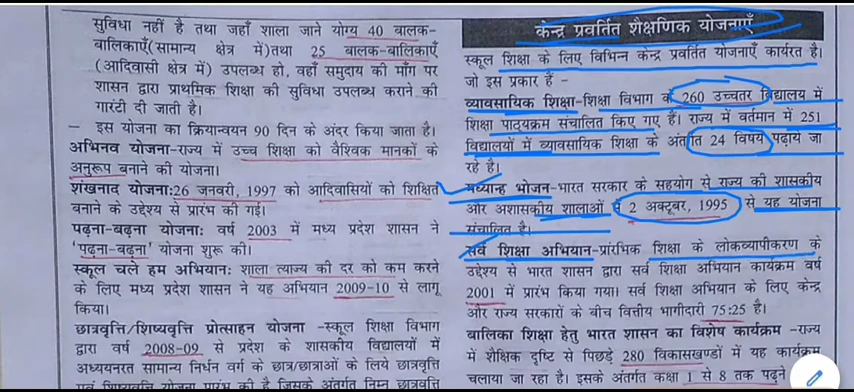 सुविधा नहीं है तथा जहाँ शाला जाने योग्य 40 बालक-
बालिकाएँ(सामान्य क्षेत्र में)तथा 25 बालक-बालिकाएँ
(आदिवासी क्षेत्र में) उपलब्ध हो, वहाँ समुदाय की माँग पर
शासन द्वारा प्राथमिक शिक्षा की सुविधा उपलब्ध कराने की
गारंटी दी जाती है।
– इस योजना का क्रियान्वयन 90 दिन के अंदर किया जाता है।
अभिनव योजना-राज्य में उच्च शिक्षा को वैश्विक मानकों के
अनुरूप बनाने की योजना।
शंखनाद योजना:26 जनवरी, 1997 को आदिवासियों को शिक्षित
बनाने के उद्देश्य से प्रारंभ की गई।
पढ़ना-बढ़ना योजना: वर्ष 2003 में मध्य प्रदेश शासन ने
'पढ़ना-बढ़ना' योजना शुरू की।
स्कूल चले हम अभियान: शाला त्याज्य की दर को कम करने
के लिए मध्य प्रदेश शासन ने यह अभियान 2009-10 से लागू
किया।
छात्रवृत्ति/शिष्यवृत्ति प्रोत्साहन योजना -स्कूल शिक्षा विभाग
द्वारा वर्ष 2008-09 से प्रदेश के शासकीय विद्यालयों में
अध्ययनरत सामान्य निर्धन वर्ग के छात्र/छात्राओं के लिये छात्रवृत्ति
एवं शिष्यवृत्ति योजना प्रारंभ की है जिसके अंतर्गत निम्न छात्रवृत्ति
केन्द्र प्रवर्तित शैक्षणिक योजनाएँ
स्कूल शिक्षा के लिए विभिन्न केन्द्र प्रवर्तित योजनाएँ कार्यरत है।
जो इस प्रकार है –
व्यावसायिक शिक्षा-शिक्षा विभाग के 260 उच्चतर विद्यालय में
शिक्षा पाठ्यक्रम संचालित किए गए हैं। राज्य में वर्तमान में 251
विद्यालयों में व्यावसायिक शिक्षा के अंतर्गत 24 विषय पढ़ाये जा
रहे है।
मध्यान्ह भोजन-भारत सरकार के सहयोग से राज्य की शासकीय
और अशासकीय शालाओं में 2 अक्टूबर, 1995 से यह योजना
संचालित है।
सर्व शिक्षा अभियान-प्रारंभिक शिक्षा के लोकव्यापीकरण के
उद्देश्य से भारत शासन द्वारा सर्व शिक्षा अभियान कार्यक्रम वर्ष
2001 में प्रारंभ किया गया। सर्व शिक्षा अभियान के लिए केन्द्र
और राज्य सरकारों के बीच वित्तीय भागीदारी 75:25 है।
बालिका शिक्षा हेतु भारत शासन का विशेष कार्यक्रम -राज्य
में शैक्षिक दृष्टि से पिछड़े 280 विकासखण्डों में यह कार्यक्रम
चलाया जा रहा है। इसके अंतर्गत कक्षा 1 से 8 तक पढ़ने